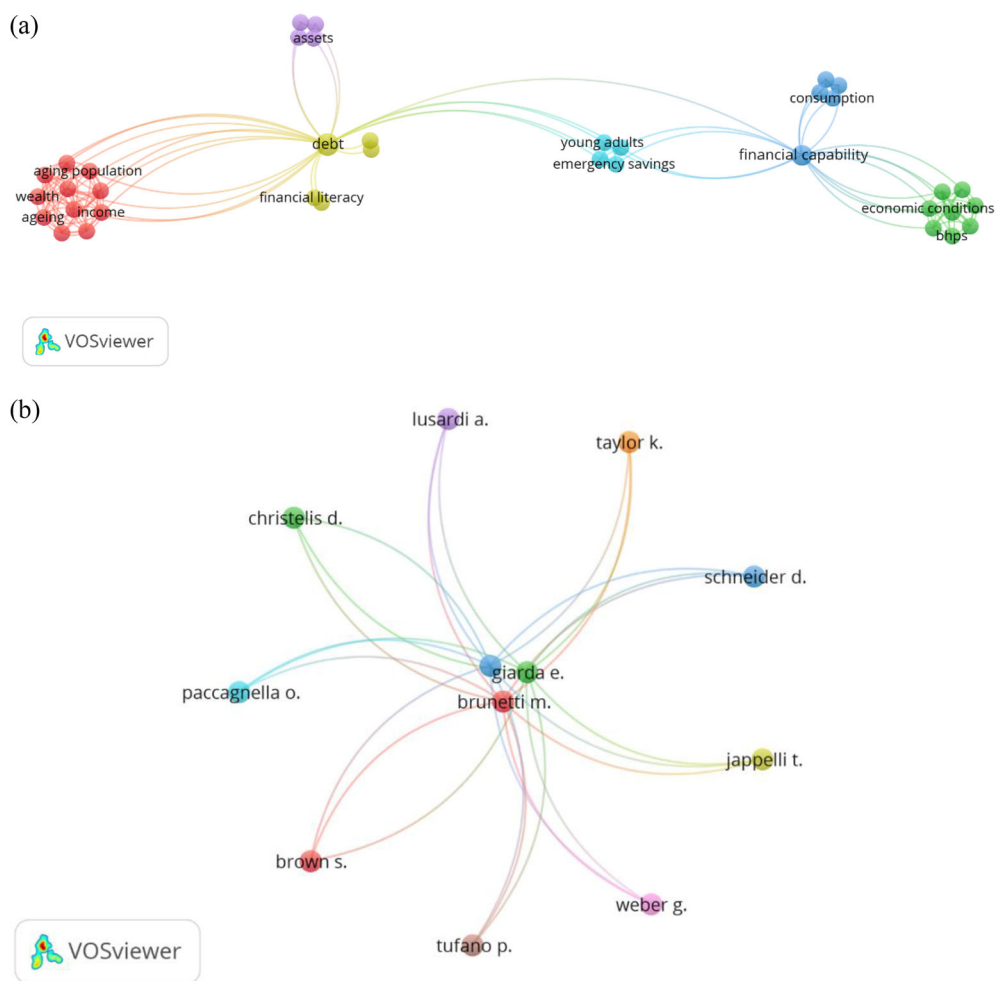 (a)
assets
consumption
debt
young adults
financial capability
emergency savings
aging population
wealth
financial literacy
income
economic conditions
ageing
bhps
VOSviewer
(b)
lusardi a.
taylor k.
christelis d.
schneider d.
giarda e.
paccagnella o.
brunetti m.
jappelli t.
brown s.
weber g.
tufano p.
VOSviewer